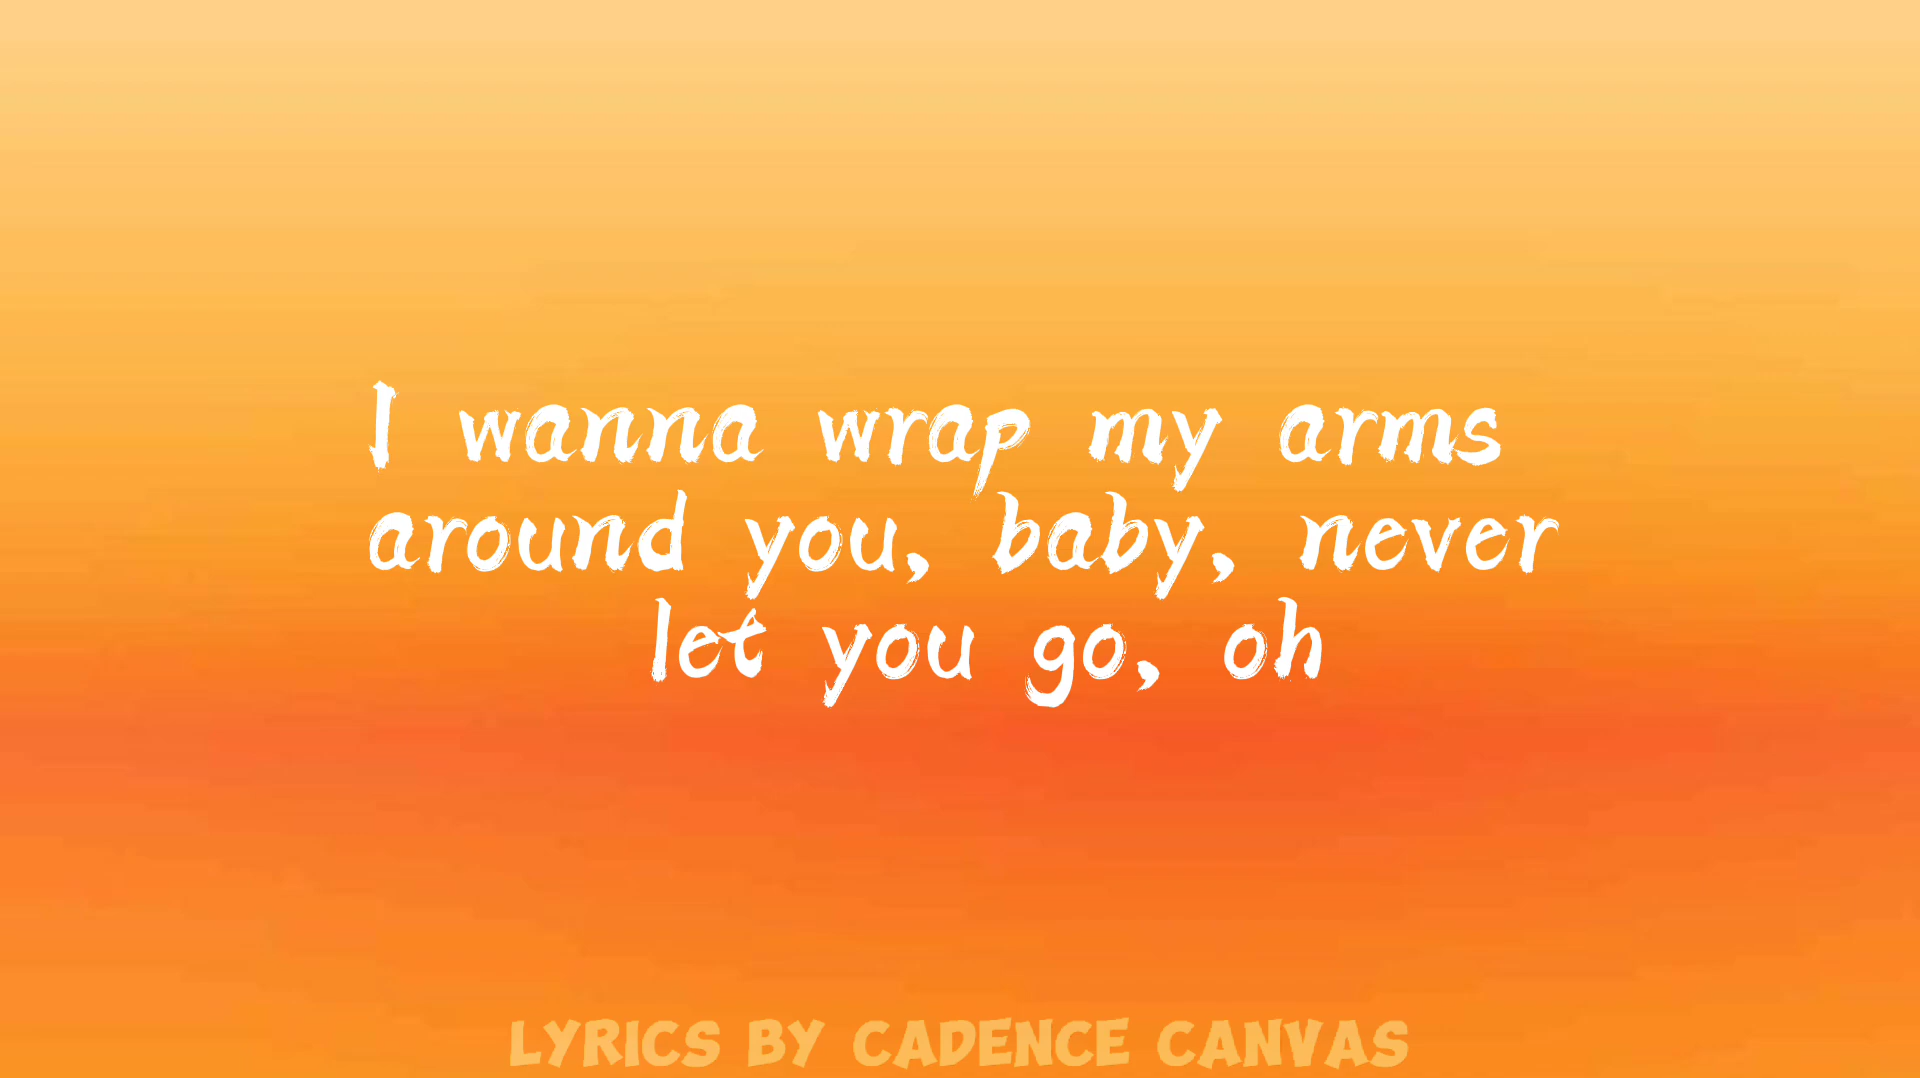 I wanna wrap my arms
around you, baby, never
let you go, oh
LYRICS BY CADENCE CANVAS